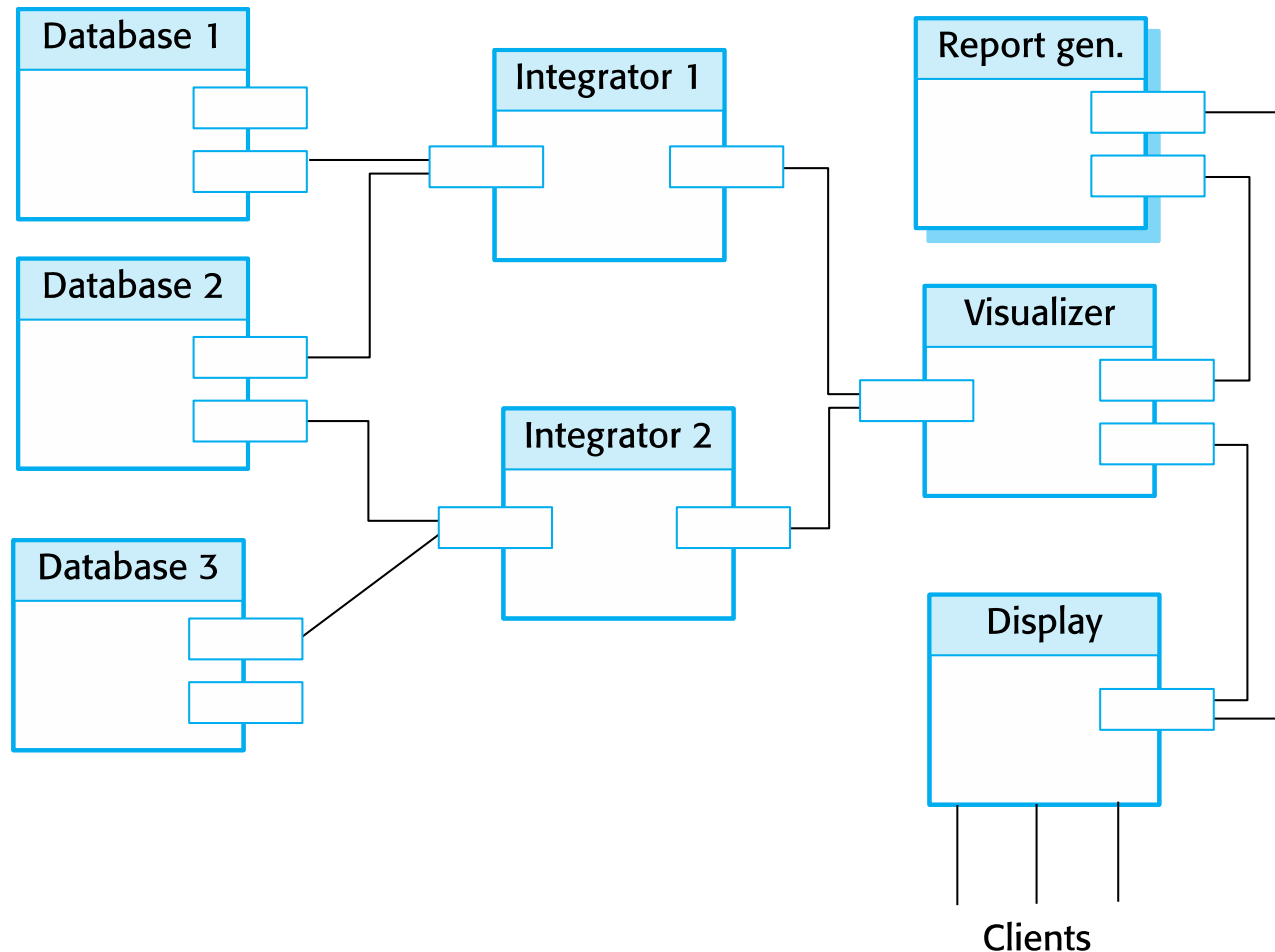 Database 1
Integrator 1
Report gen.
Database 2
Visualizer
Integrator 2
Database 3
Display
Clients